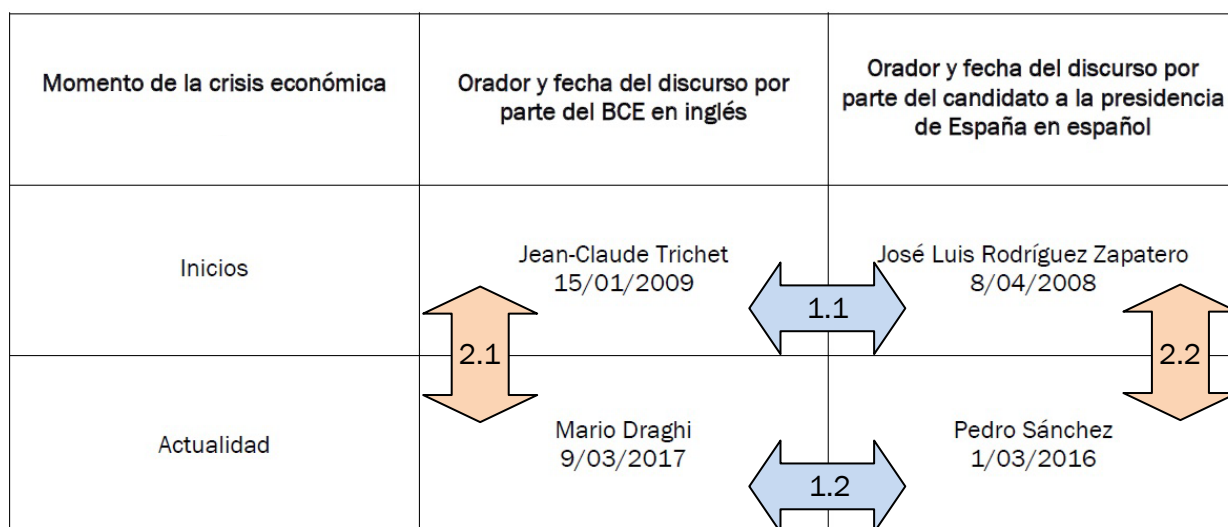 Momento de la crisis económica
Orador y fecha del discurso por
parte del BCE en inglés
Orador y fecha del discurso por
parte del candidato a la presidencia
de España en español
Inicios
Jean-Claude Trichet
15/01/2009
José Luis Rodríguez Zapatero
8/04/2008
1.1
2.1
2.2
Actualidad
Mario Draghi
9/03/2017
Pedro Sánchez
1/03/2016
1.2